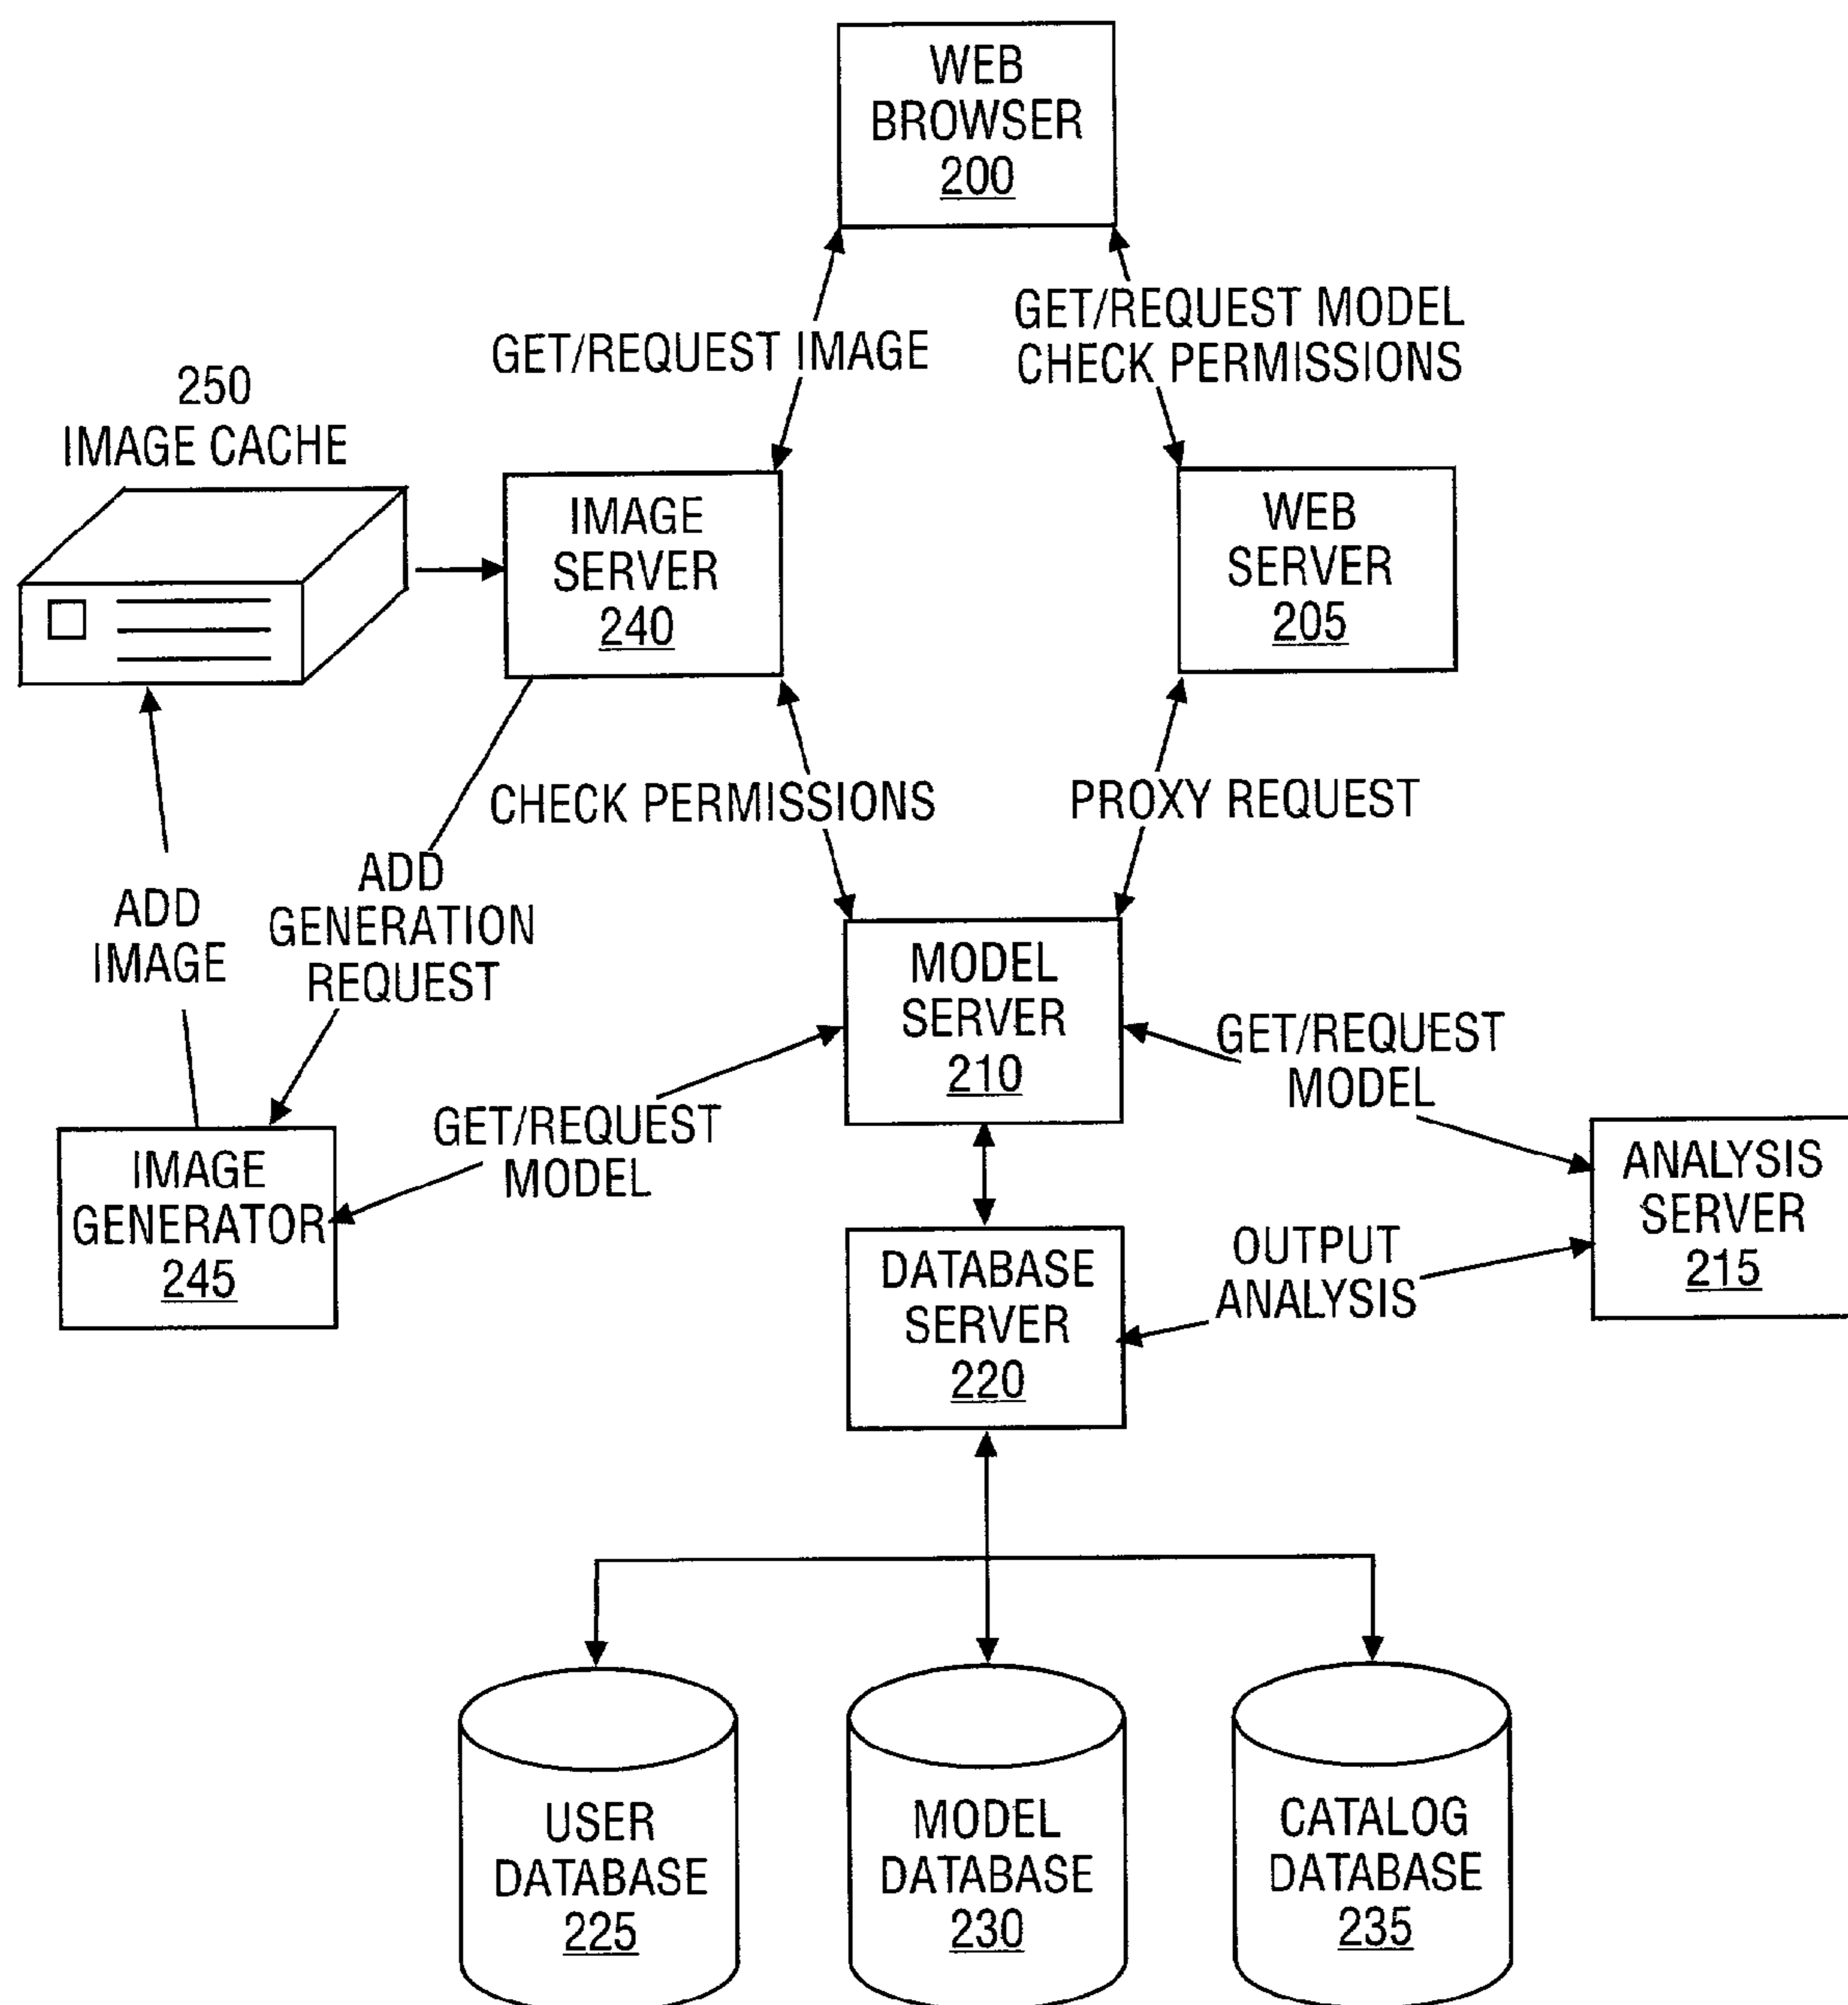 WEB
BROWSER
200
GET/REQUEST IMAGE
GET/REQUEST MODEL
CHECK PERMISSIONS
250
IMAGE CACHE
IMAGE
SERVER
240
WEB
SERVER
205
CHECK PERMISSIONS
PROXY REQUEST
ADD
IMAGE
ADD
GENERATION
REQUEST
MODEL
SERVER
210
GET/REQUEST
MODEL
GET/REQUEST
MODEL
IMAGE
GENERATOR
245
ANALYSIS
SERVER
215
DATABASE
SERVER
220
OUTPUT
ANALYSIS
USER
DATABASE
225
MODEL
DATABASE
230
CATALOG
DATABASE
235